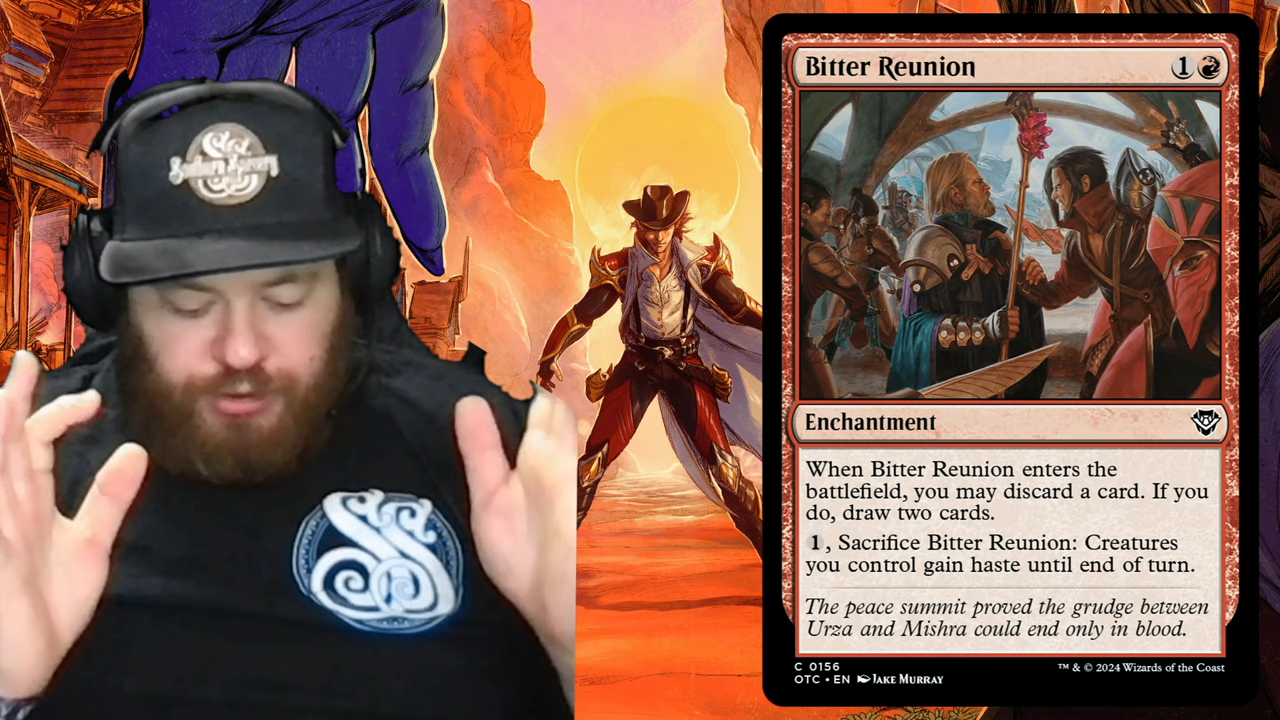 Southern Spivery
Bitter Reunion 1
Enchantment
When Bitter Reunion enters the
battlefield, you may discard a card. If you
do, draw two cards.
1, Sacrifice Bitter Reunion: Creatures
you control gain haste until end of turn.
The peace summit proved the grudge between
Urza and Mishra could end only in blood.
C 0156
OTC • EN JAKE MURRAY
™ & © 2024 Wizards of the Coast